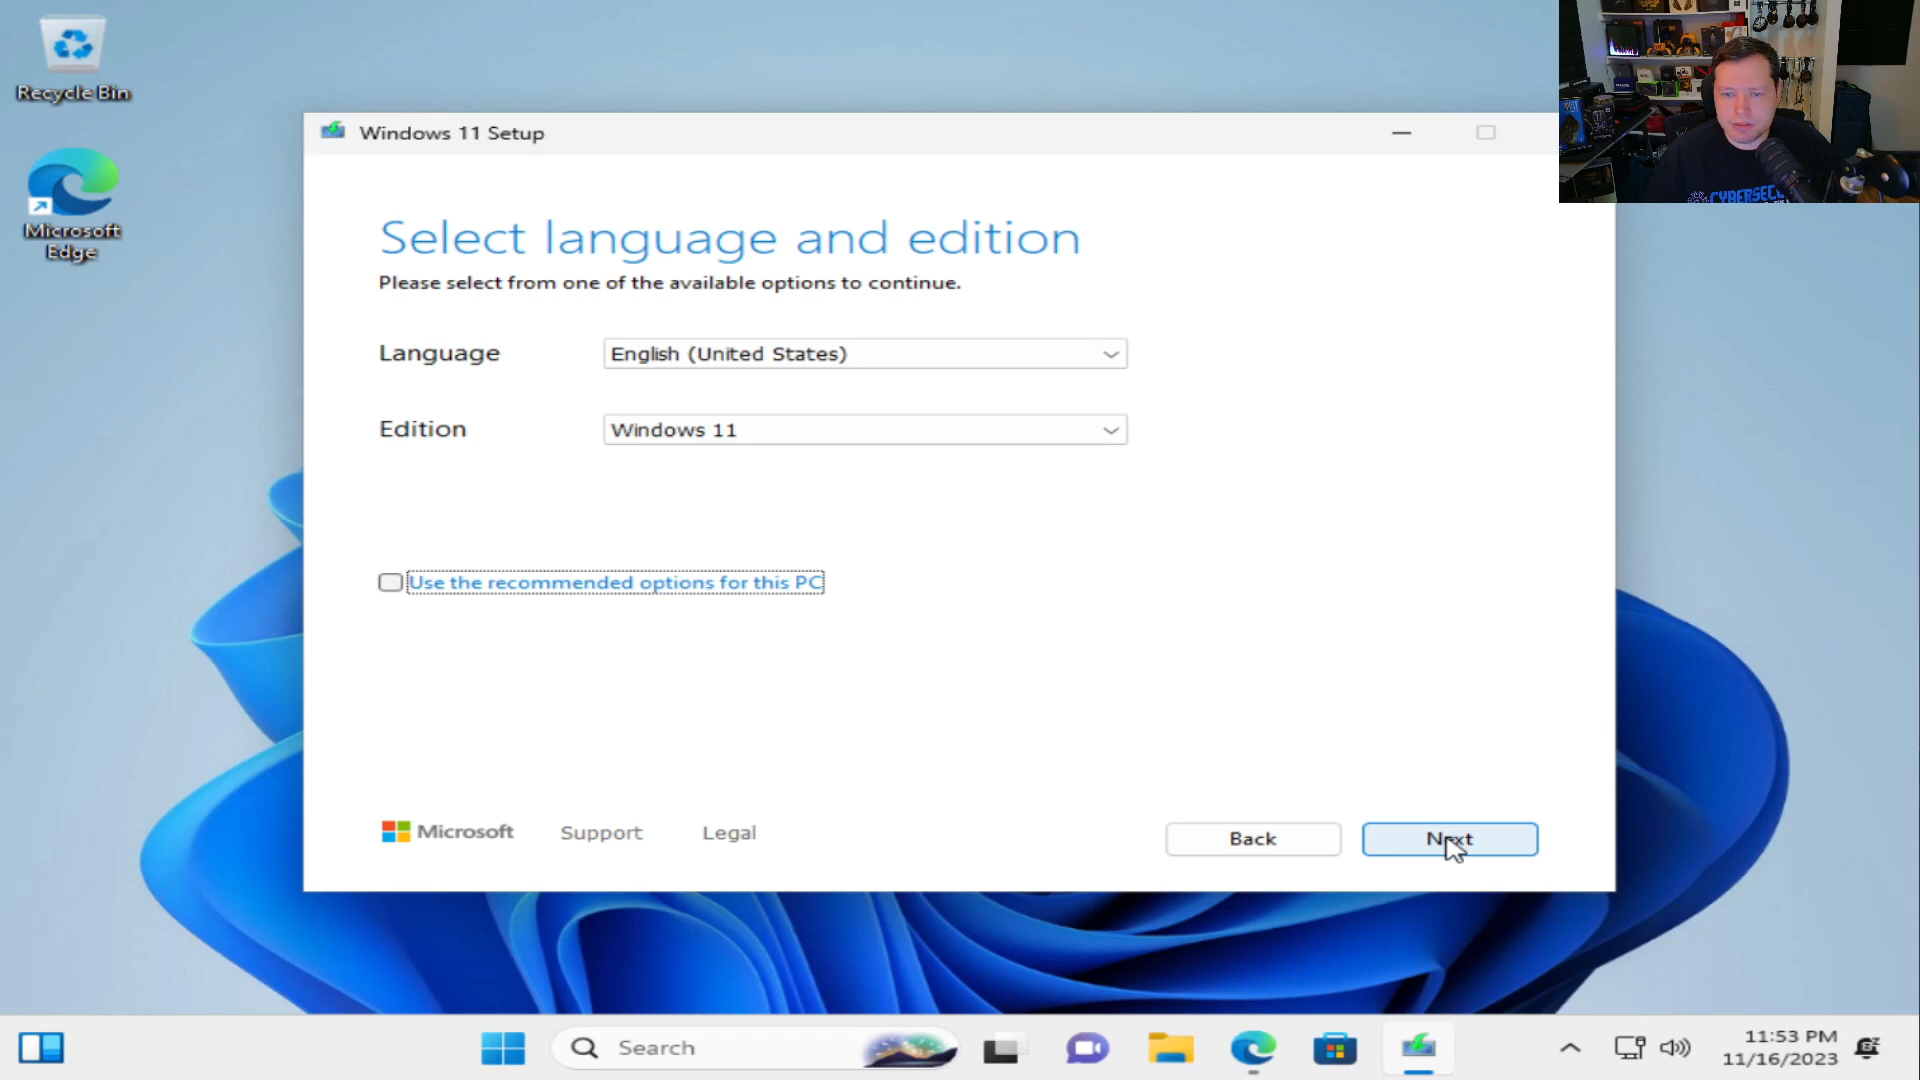 Recycle Bin
Microsoft
Edge
Windows 11 Setup
Select language and edition
Please select from one of the available options to continue.
Language
English (United States)
Edition
Windows 11
Use the recommended options for this PC
Microsoft
Support
Legal
Back
Next
Search
11:53 PM
11/16/2023